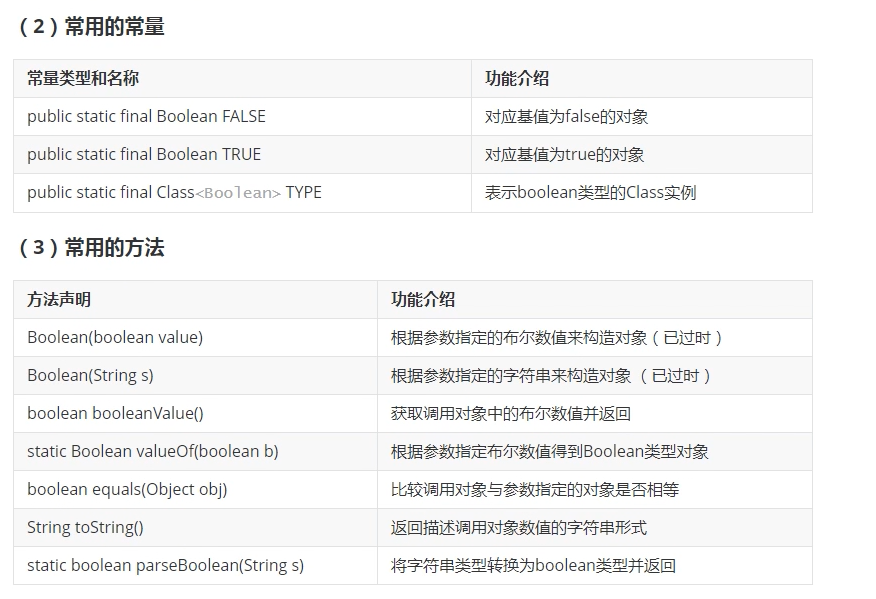 （2）常用的常量
常量类型和名称 功能介绍
public static final Boolean FALSE 对应基值为false的对象
public static final Boolean TRUE 对应基值为true的对象
public static final Class<Boolean> TYPE 表示boolean类型的Class实例
（3）常用的方法
方法声明 功能介绍
Boolean(boolean value) 根据参数指定的布尔数值来构造对象（已过时）
Boolean(String s) 根据参数指定的字符串来构造对象 （已过时）
boolean booleanValue() 获取调用对象中的布尔数值并返回
static Boolean valueOf(boolean b) 根据参数指定布尔数值得到Boolean类型对象
boolean equals(Object obj) 比较调用对象与参数指定的对象是否相等
String toString() 返回描述调用对象数值的字符串形式
static boolean parseBoolean(String s) 将字符串类型转换为boolean类型并返回